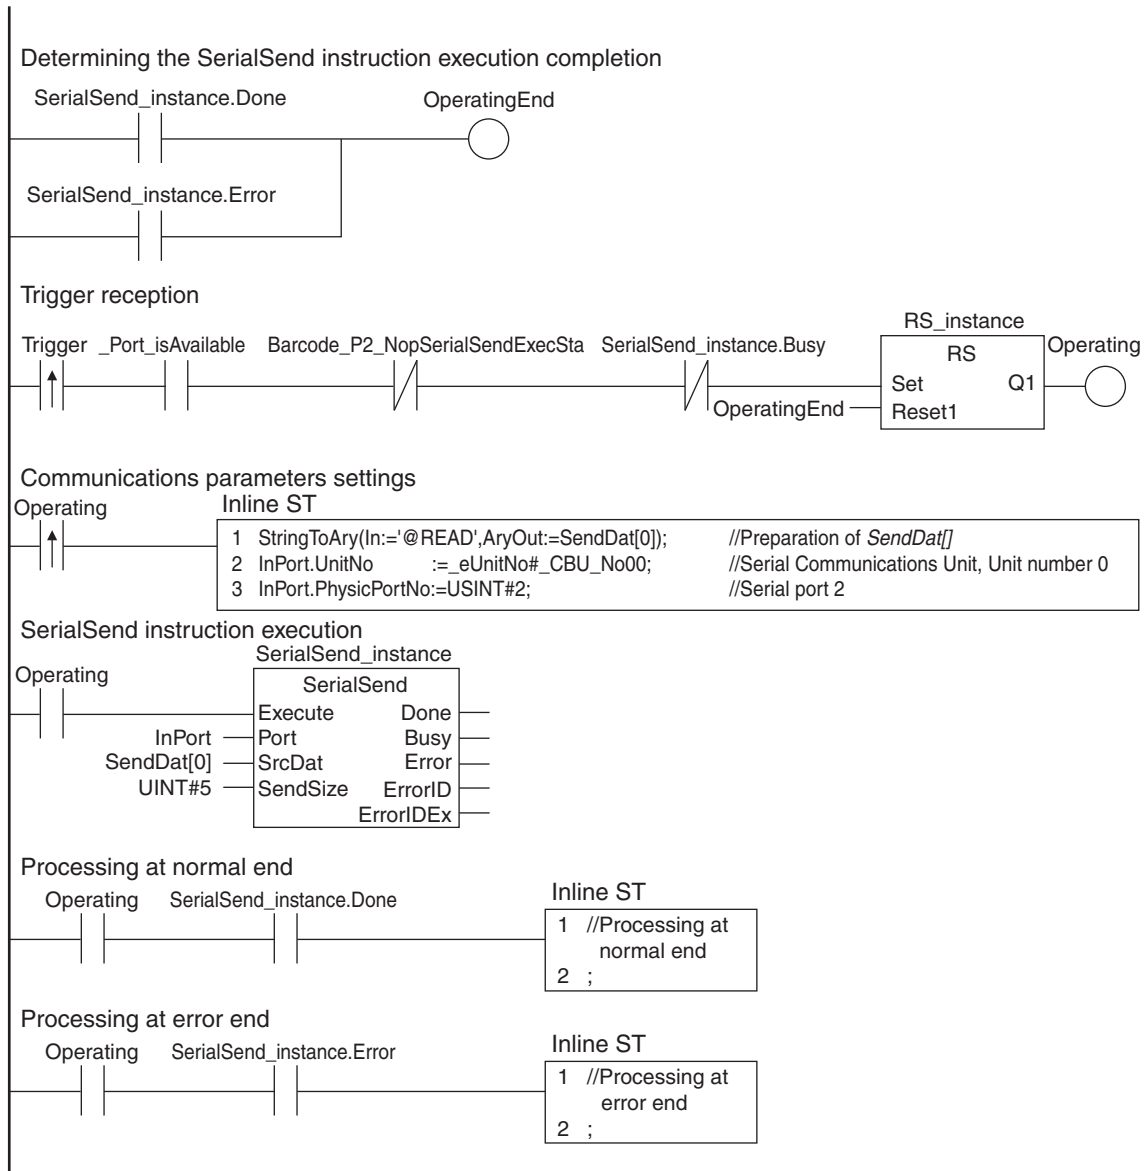 Determining the SerialSend instruction execution completion
SerialSend_instance.Done
OperatingEnd
SerialSend_instance.Error
Trigger reception
RS_instance
Trigger _Port_isAvailable Barcode_P2_NopSerialSendExecSta SerialSend_instance.Busy
RS
Operating
Set Q1
OperatingEnd
Reset1
Communications parameters settings
Operating
Inline ST
1 StringToAry(In:='@READ',AryOut:=SendDat[0]); //Preparation of SendDat[]
2 InPort.UnitNo :=_eUnitNo#_CBU_No00; //Serial Communications Unit, Unit number 0
3 InPort.PhysicPortNo:=USINT#2; //Serial port 2
SerialSend instruction execution
SerialSend_instance
Operating
SerialSend
Execute Done
InPort Port Busy
SendDat[0] SrcDat Error
UINT#5 SendSize ErrorID
ErrorIDEx
Processing at normal end
Operating SerialSend_instance.Done
Inline ST
1 //Processing at
normal end
2 ;
Processing at error end
Operating SerialSend_instance.Error
Inline ST
1 //Processing at
error end
2 ;